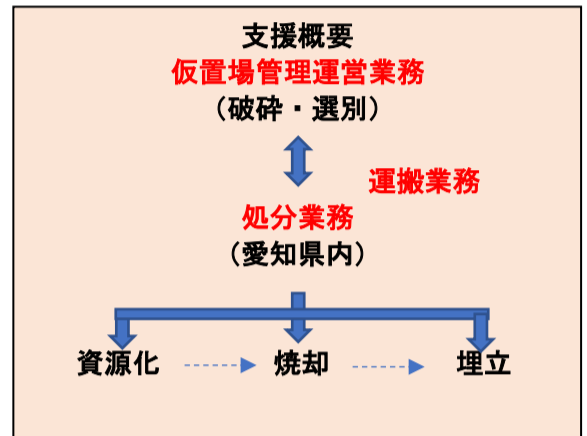 支援概要
仮置場管理運営業務
（破砕・選別）
運搬業務
処分業務
（愛知県内）
資源化
焼却
埋立